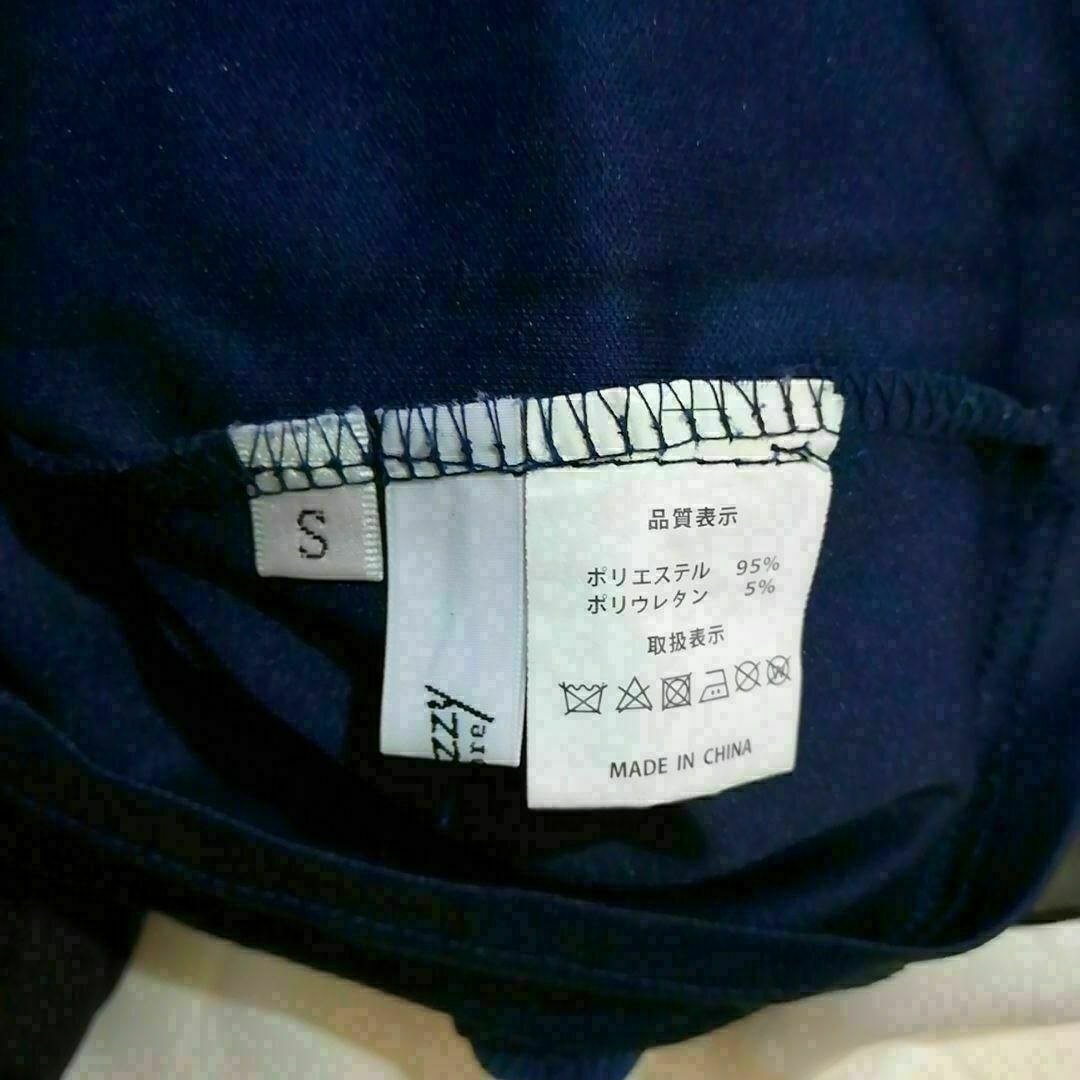 S
品質表示
ポリエステル 95%
ポリウレタン 5%
取扱表示
MADE IN CHINA